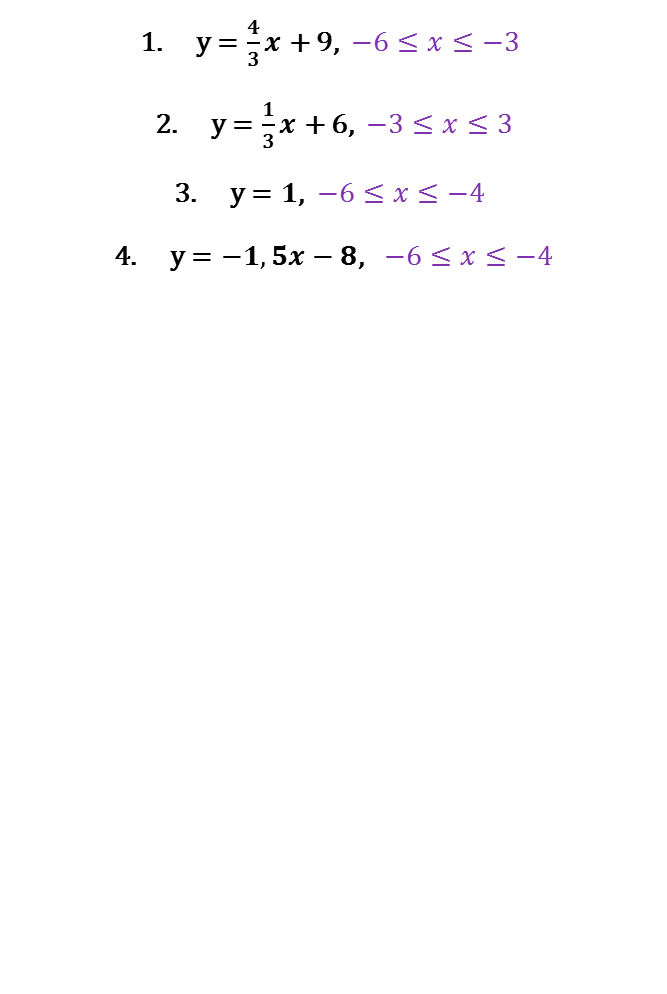 1. y = 4/3 x + 9, −6 ≤ x ≤ −3
2. y = 1/3 x + 6, −3 ≤ x ≤ 3
3. y = 1, −6 ≤ x ≤ −4
4. y = −1,5x − 8, −6 ≤ x ≤ −4